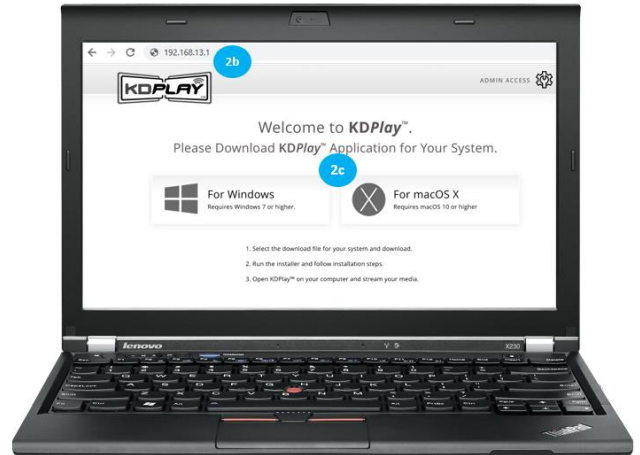 192.168.13.1
2b
KDPLAY
ADMIN ACCESS
Welcome to KDPlay™.
Please Download KDPlay™ Application for Your System.
2c
For Windows
Requires Windows 7 or higher.
For macOS X
Requires macOS 10 or higher
1. Select the download file for your system and download.
2. Run the installer and follow installation steps.
3. Open KDPlay™ on your computer and stream your media.
lenovo
X230
ThinkPad